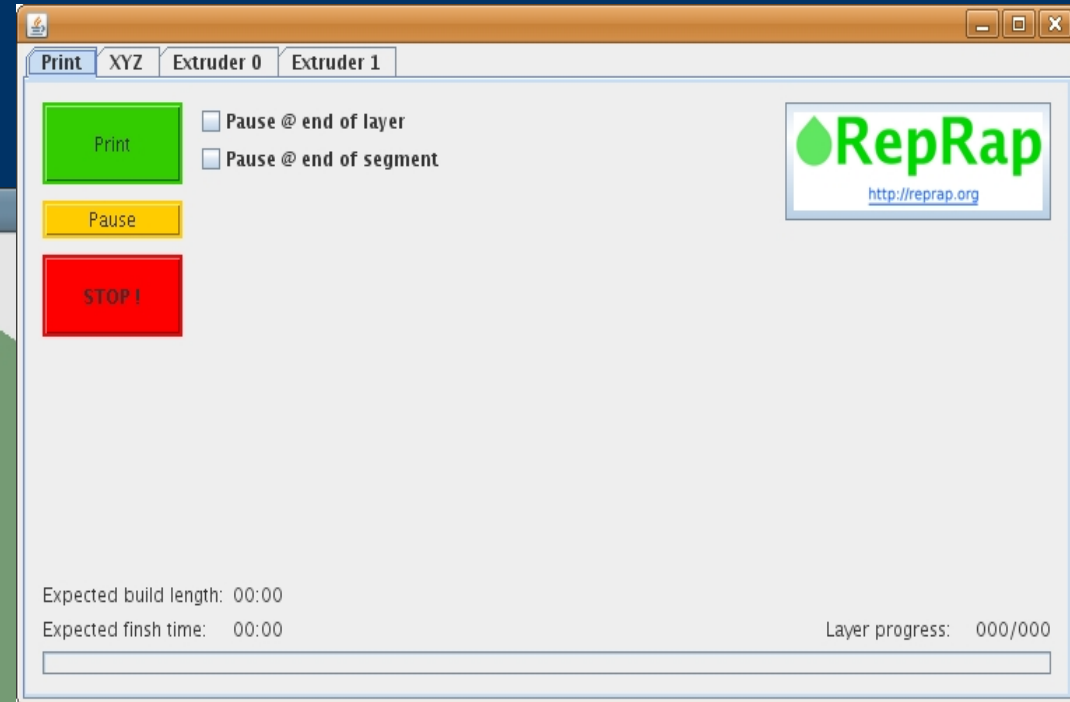 Print XYZ Extruder 0 Extruder 1
Print
Pause @ end of layer
Pause @ end of segment
Pause
STOP !
RepRap
http://reprap.org
Expected build length: 00:00
Expected finsh time: 00:00
Layer progress: 000/000